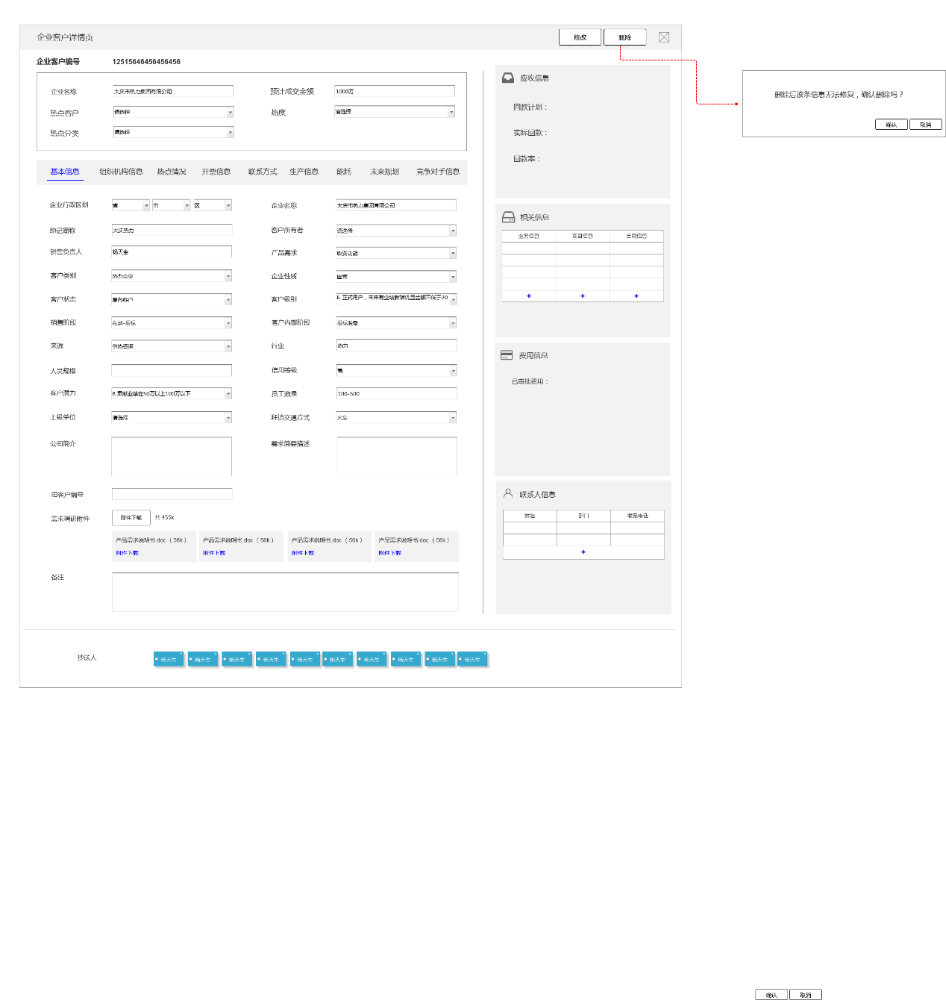 企业客户详情页 修改 删除
企业客户编号 12515646456456456
企业名称 大庆市热力集团有限公司 预计成交金额 1000万
热点客户 请选择 热度 请选择
热点分类 请选择
基本信息 组织机构信息 热点情况 开票信息 联系方式 生产信息 能耗 未来规划 竞争对手信息
企业行政区划 省 市 区 企业名称 大庆市热力集团有限公司
助记简称 大庆热力 客户所有者 请选择
销售负责人 杨天生 产品需求 收费功能
客户类别 热力企业 企业性质 国营
客户状态 意向客户 客户级别 正式用户，未来有业绩新增优且金额不低于20
销售阶段 在谈-招标 客户内部阶段 招标准备
来源 供热咨询 行业 热力
人员规模 信用等级 高
客户潜力 B 贡献业绩在50万以上100万以下 员工数量 100-500
上级单位 请选择 拜访交通方式 火车
公司简介 需求简要描述
旧客户编号
需求调研附件 附件下载 共 455k
产品需求说明书.doc（56k） 产品需求说明书.doc（56k） 产品需求说明书.doc（56k） 产品需求说明书.doc（56k）
附件下载 附件下载 附件下载 附件下载
备注
抄送人 杨天生 杨天生 杨天生 杨天生 杨天生 杨天生 杨天生 杨天生 杨天生 杨天生
应收信息
回款计划：
实际回款：
回款率：
相关信息
业务信息 项目信息 合同信息
+ + +
费用信息
已审批费用：
联系人信息
姓名 部门 联系电话
+
删除后该条信息无法修复，确认删除吗？
确认 取消
确认 取消